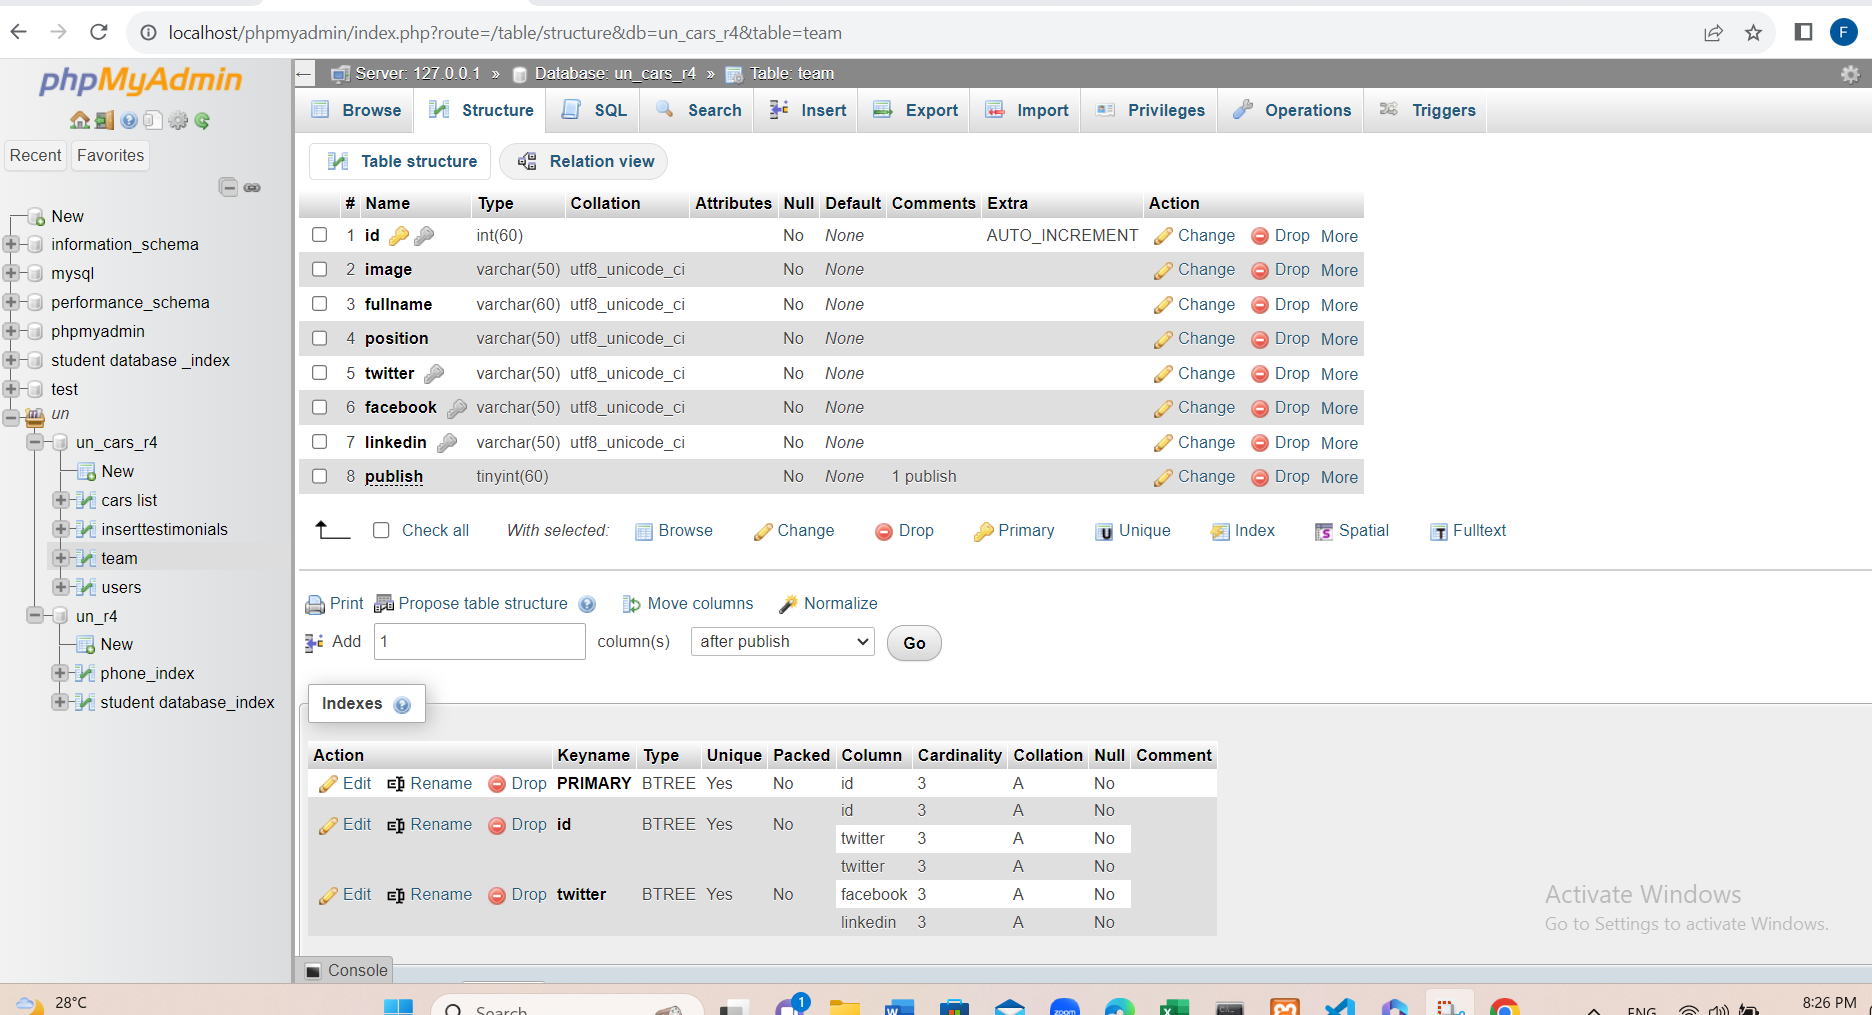 localhost/phpmyadmin/index.php?route=/table/structure&db=un_cars_r4&table=team
F
phpMyAdmin
Recent Favorites
New
information_schema
mysql
performance_schema
phpmyadmin
student database _index
test
un
un_cars_r4
New
cars list
inserttestimonials
team
users
un_r4
New
phone_index
student database_index
Server: 127.0.0.1 » Database: un_cars_r4 » Table: team
Browse Structure SQL Search Insert Export Import Privileges Operations Triggers
Table structure Relation view
# Name Type Collation Attributes Null Default Comments Extra Action
1 id int(60) No None AUTO_INCREMENT Change Drop More
2 image varchar(50) utf8_unicode_ci No None Change Drop More
3 fullname varchar(60) utf8_unicode_ci No None Change Drop More
4 position varchar(50) utf8_unicode_ci No None Change Drop More
5 twitter varchar(50) utf8_unicode_ci No None Change Drop More
6 facebook varchar(50) utf8_unicode_ci No None Change Drop More
7 linkedin varchar(50) utf8_unicode_ci No None Change Drop More
8 publish tinyint(60) No None 1 publish Change Drop More
Check all With selected: Browse Change Drop Primary Unique Index Spatial Fulltext
Print Propose table structure Move columns Normalize
Add 1 column(s) after publish Go
Indexes
Action Keyname Type Unique Packed Column Cardinality Collation Null Comment
Edit Rename Drop PRIMARY BTREE Yes No id 3 A No
Edit Rename Drop id BTREE Yes No id 3 A No
twitter 3 A No
Edit Rename Drop twitter BTREE Yes No twitter 3 A No
facebook 3 A No
linkedin 3 A No
Activate Windows
Go to Settings to activate Windows.
Console
28°C
Search
1
zoom
ENG
8:26 PM